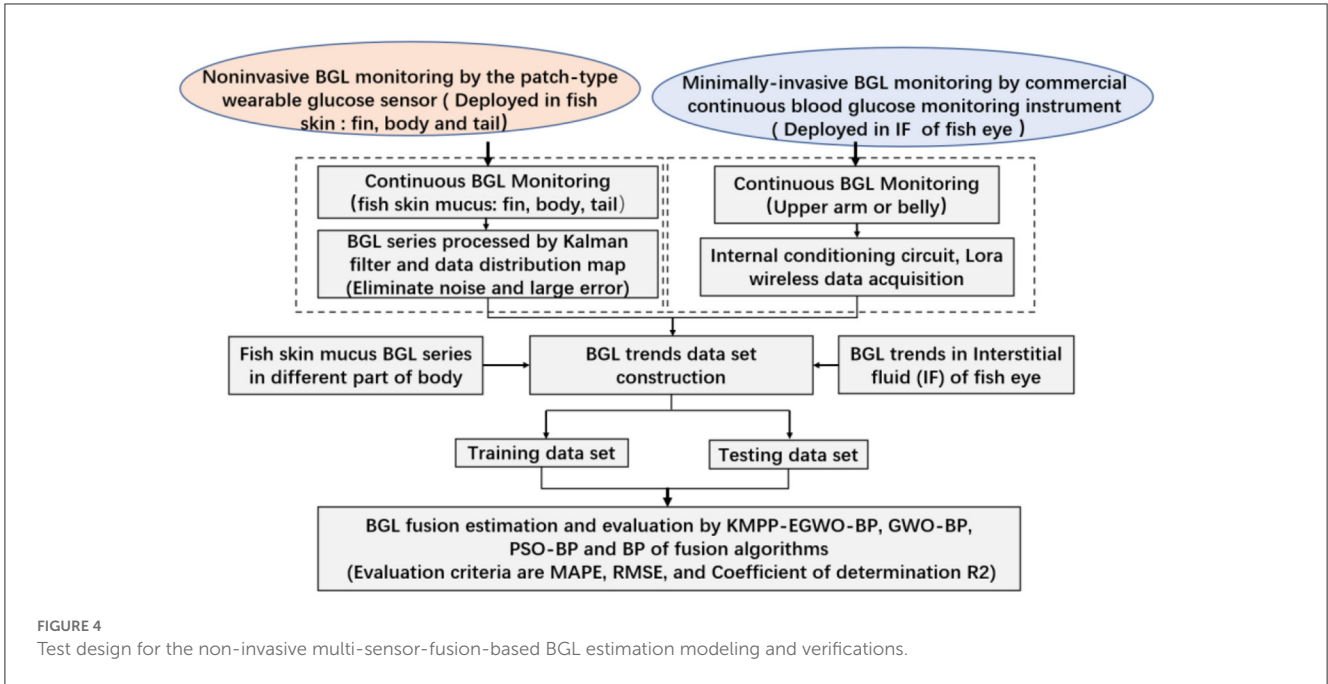 Noninvasive BGL monitoring by the patch-type
wearable glucose sensor ( Deployed in fish
skin : fin, body and tail)
Minimally-invasive BGL monitoring by commercial
continuous blood glucose monitoring instrument
( Deployed in IF of fish eye )
Continuous BGL Monitoring
(fish skin mucus: fin, body, tail)
Continuous BGL Monitoring
(Upper arm or belly)
BGL series processed by Kalman
filter and data distribution map
(Eliminate noise and large error)
Internal conditioning circuit, Lora
wireless data acquisition
Fish skin mucus BGL series
in different part of body
BGL trends data set
construction
BGL trends in Interstitial
fluid (IF) of fish eye
Training data set
Testing data set
BGL fusion estimation and evaluation by KMPP-EGWO-BP, GWO-BP,
PSO-BP and BP of fusion algorithms
(Evaluation criteria are MAPE, RMSE, and Coefficient of determination R2)
FIGURE 4
Test design for the non-invasive multi-sensor-fusion-based BGL estimation modeling and verifications.